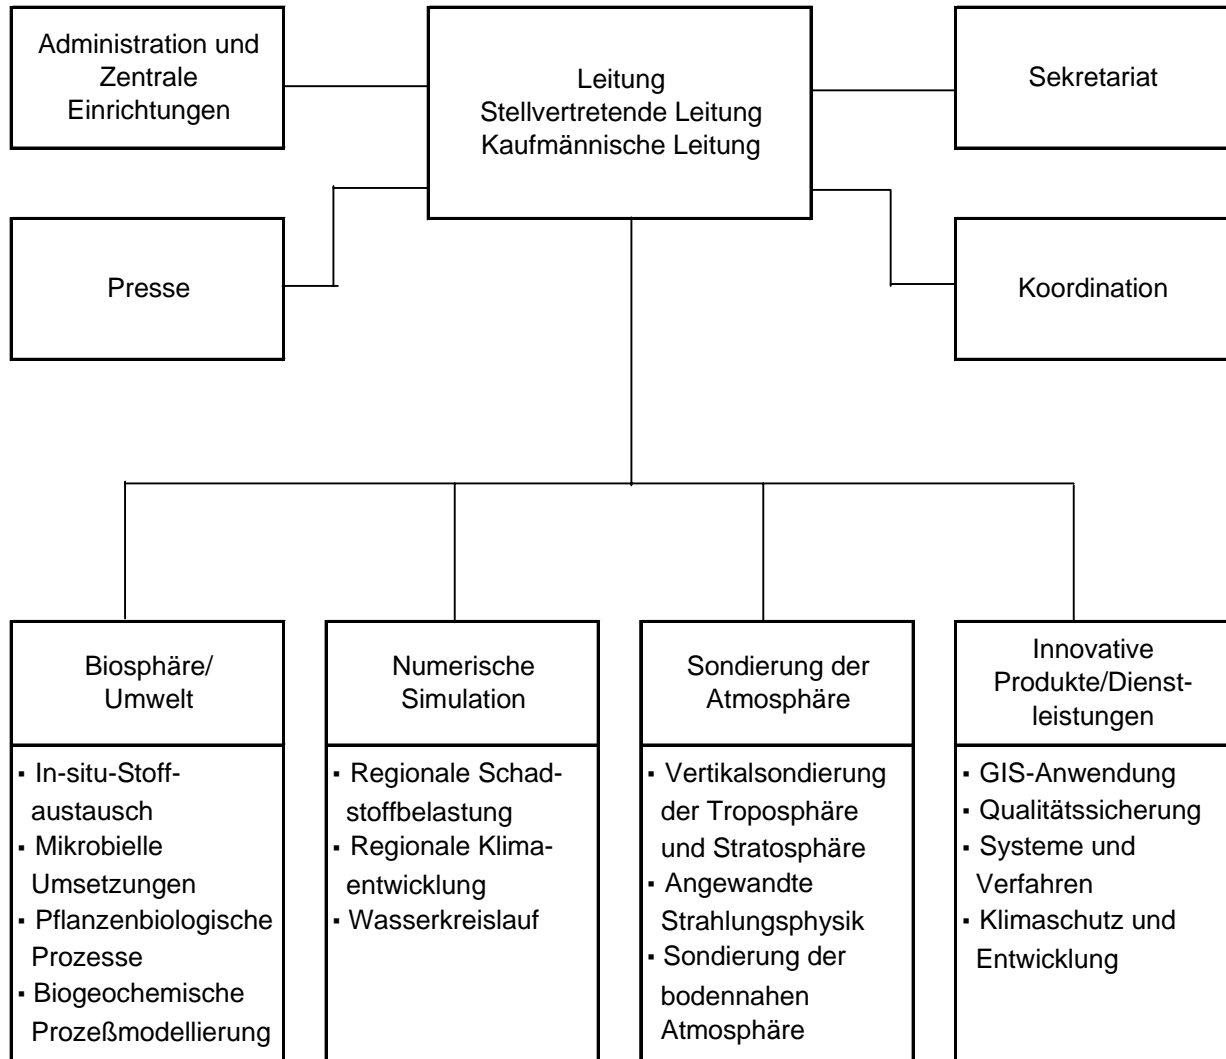 Administration und
Zentrale
Einrichtungen
Leitung
Stellvertretende Leitung
Kaufmännische Leitung
Sekretariat
Presse
Koordination
Biosphäre/
Umwelt
▪ In-situ-Stoff-
austausch
▪ Mikrobielle
Umsetzungen
▪ Pflanzenbiologische
Prozesse
▪ Biogeochemische
Prozeßmodellierung
Numerische
Simulation
▪ Regionale Schad-
stoffbelastung
▪ Regionale Klima-
entwicklung
▪ Wasserkreislauf
Sondierung der
Atmosphäre
▪ Vertikalsondierung
der Troposphäre
und Stratosphäre
▪ Angewandte
Strahlungsphysik
▪ Sondierung der
bodennahen
Atmosphäre
Innovative
Produkte/Dienst-
leistungen
▪ GIS-Anwendung
▪ Qualitätssicherung
▪ Systeme und
Verfahren
▪ Klimaschutz und
Entwicklung